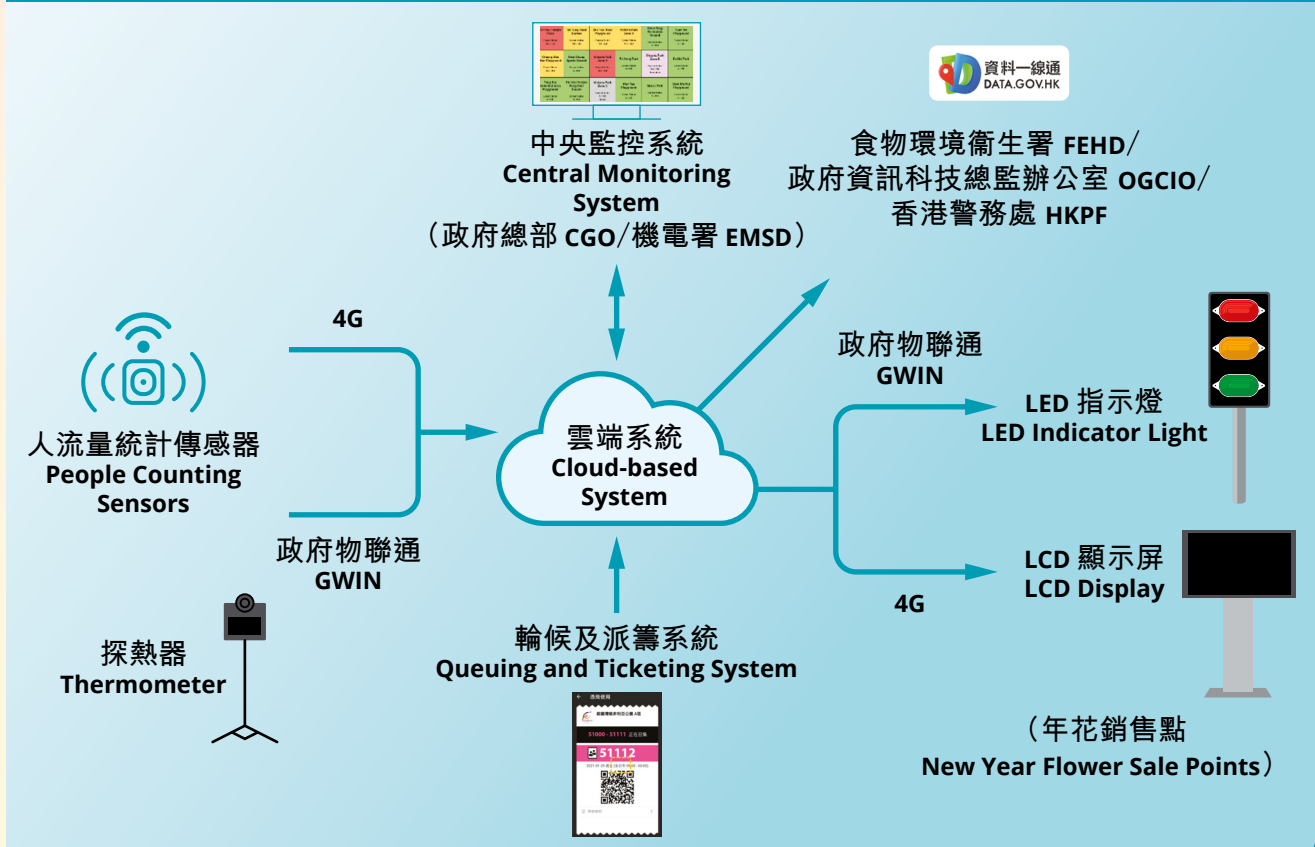 資料一線通
DATA.GOV.HK
中央監控系統
Central Monitoring
System
（政府總部 CGO/機電署 EMSD）
食物環境衞生署 FEHD/
政府資訊科技總監辦公室 OGCIO/
香港警務處 HKPF
4G
人流量統計傳感器
People Counting
Sensors
政府物聯通
GWIN
探熱器
Thermometer
雲端系統
Cloud-based
System
輪候及派籌系統
Queuing and Ticketing System
51000 - 51111 正在召集
51112
政府物聯通
GWIN
LED 指示燈
LED Indicator Light
4G
LCD 顯示屏
LCD Display
（年花銷售點
New Year Flower Sale Points）